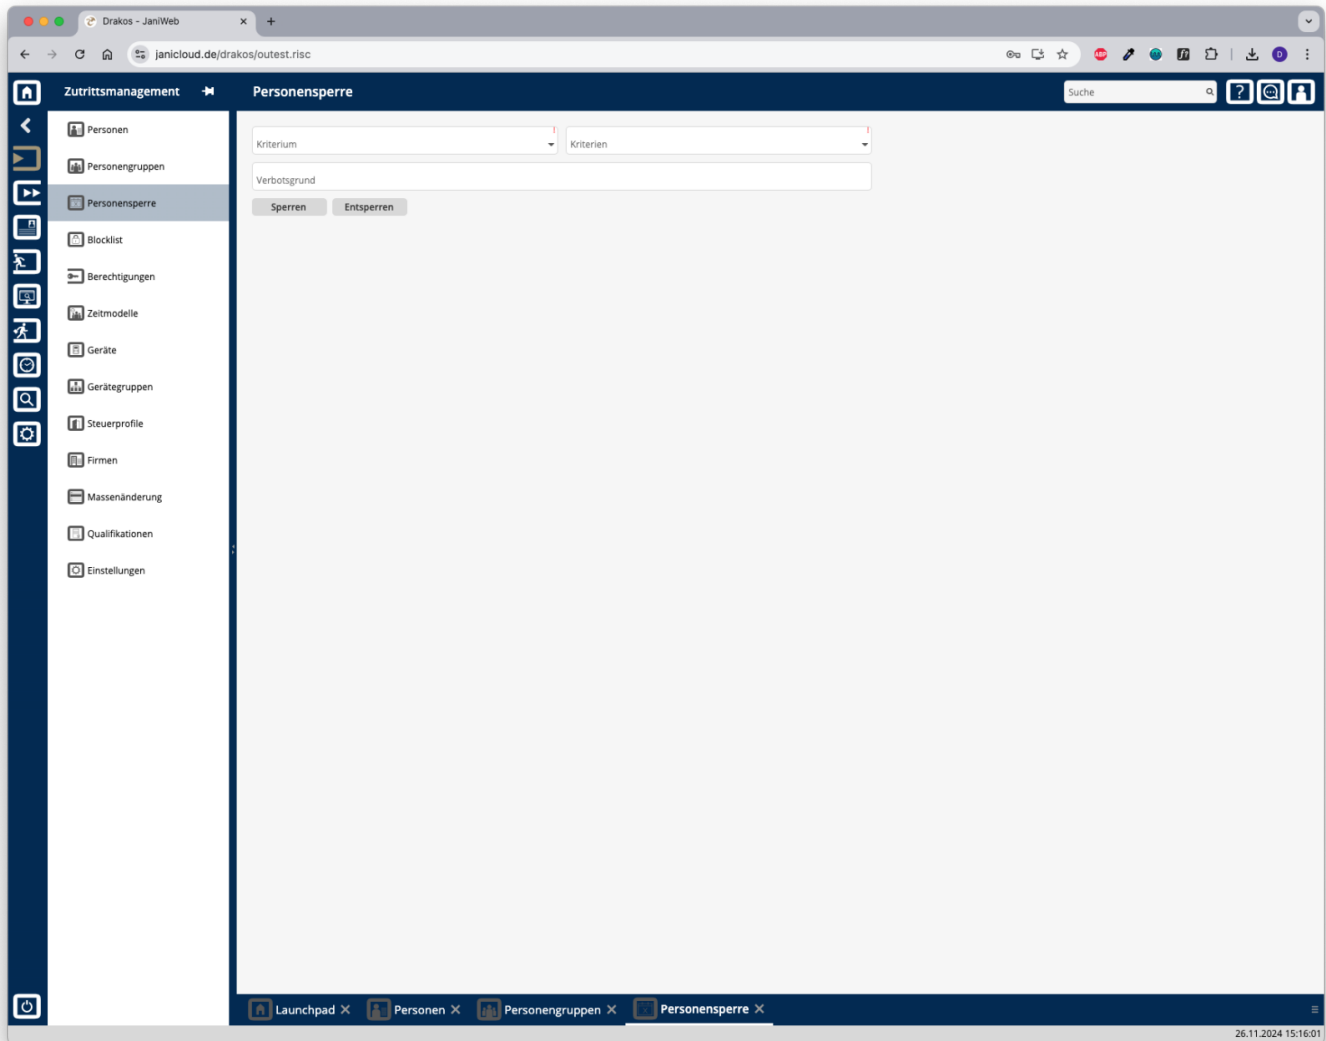 Drakos - JaniWeb
janicloud.de/drakos/outest.risc
ABP
D
Zutrittsmanagement
Personensperre
Suche
?
Personen
Personengruppen
Personensperre
Blocklist
Berechtigungen
Zeitmodelle
Geräte
Gerätegruppen
Steuerprofile
Firmen
Massenänderung
Qualifikationen
Einstellungen
Kriterium
!
Kriterien
!
Verbotsgrund
Sperren
Entsperren
Launchpad
Personen
Personengruppen
Personensperre
26.11.2024 15:16:01